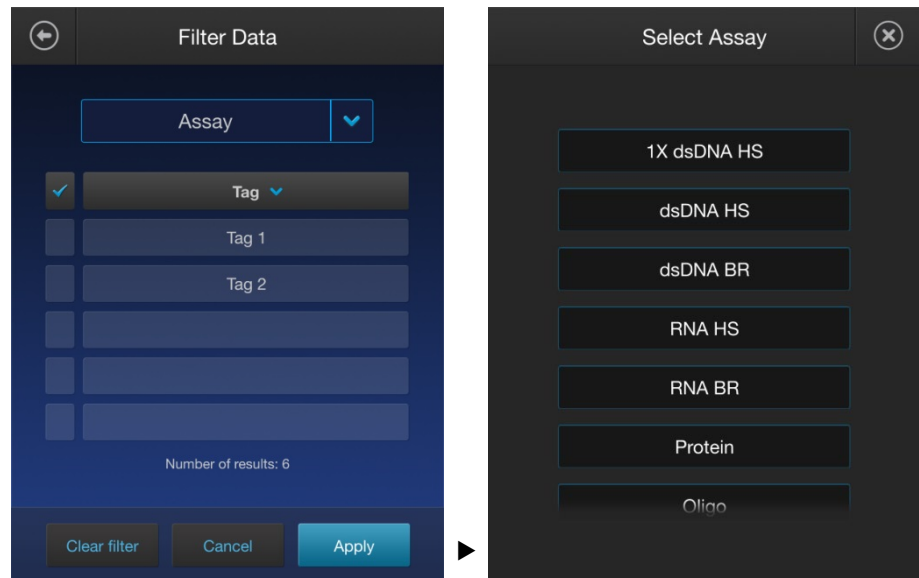 Filter Data
Assay
Tag
Tag 1
Tag 2
Number of results: 6
Clear filter
Cancel
Apply
Select Assay
1X dsDNA HS
dsDNA HS
dsDNA BR
RNA HS
RNA BR
Protein
Oligo